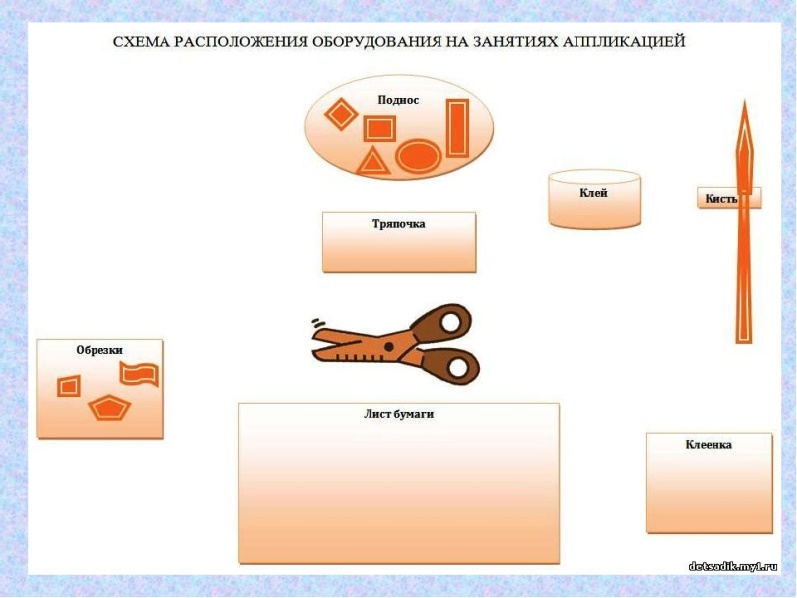 СХЕМА РАСПОЛОЖЕНИЯ ОБОРУДОВАНИЯ НА ЗАНЯТИЯХ АППЛИКАЦИЕЙ
Поднос
Клей
Кисть
Тряпочка
Обрезки
Лист бумаги
Клеенка
detsadik.my1.ru